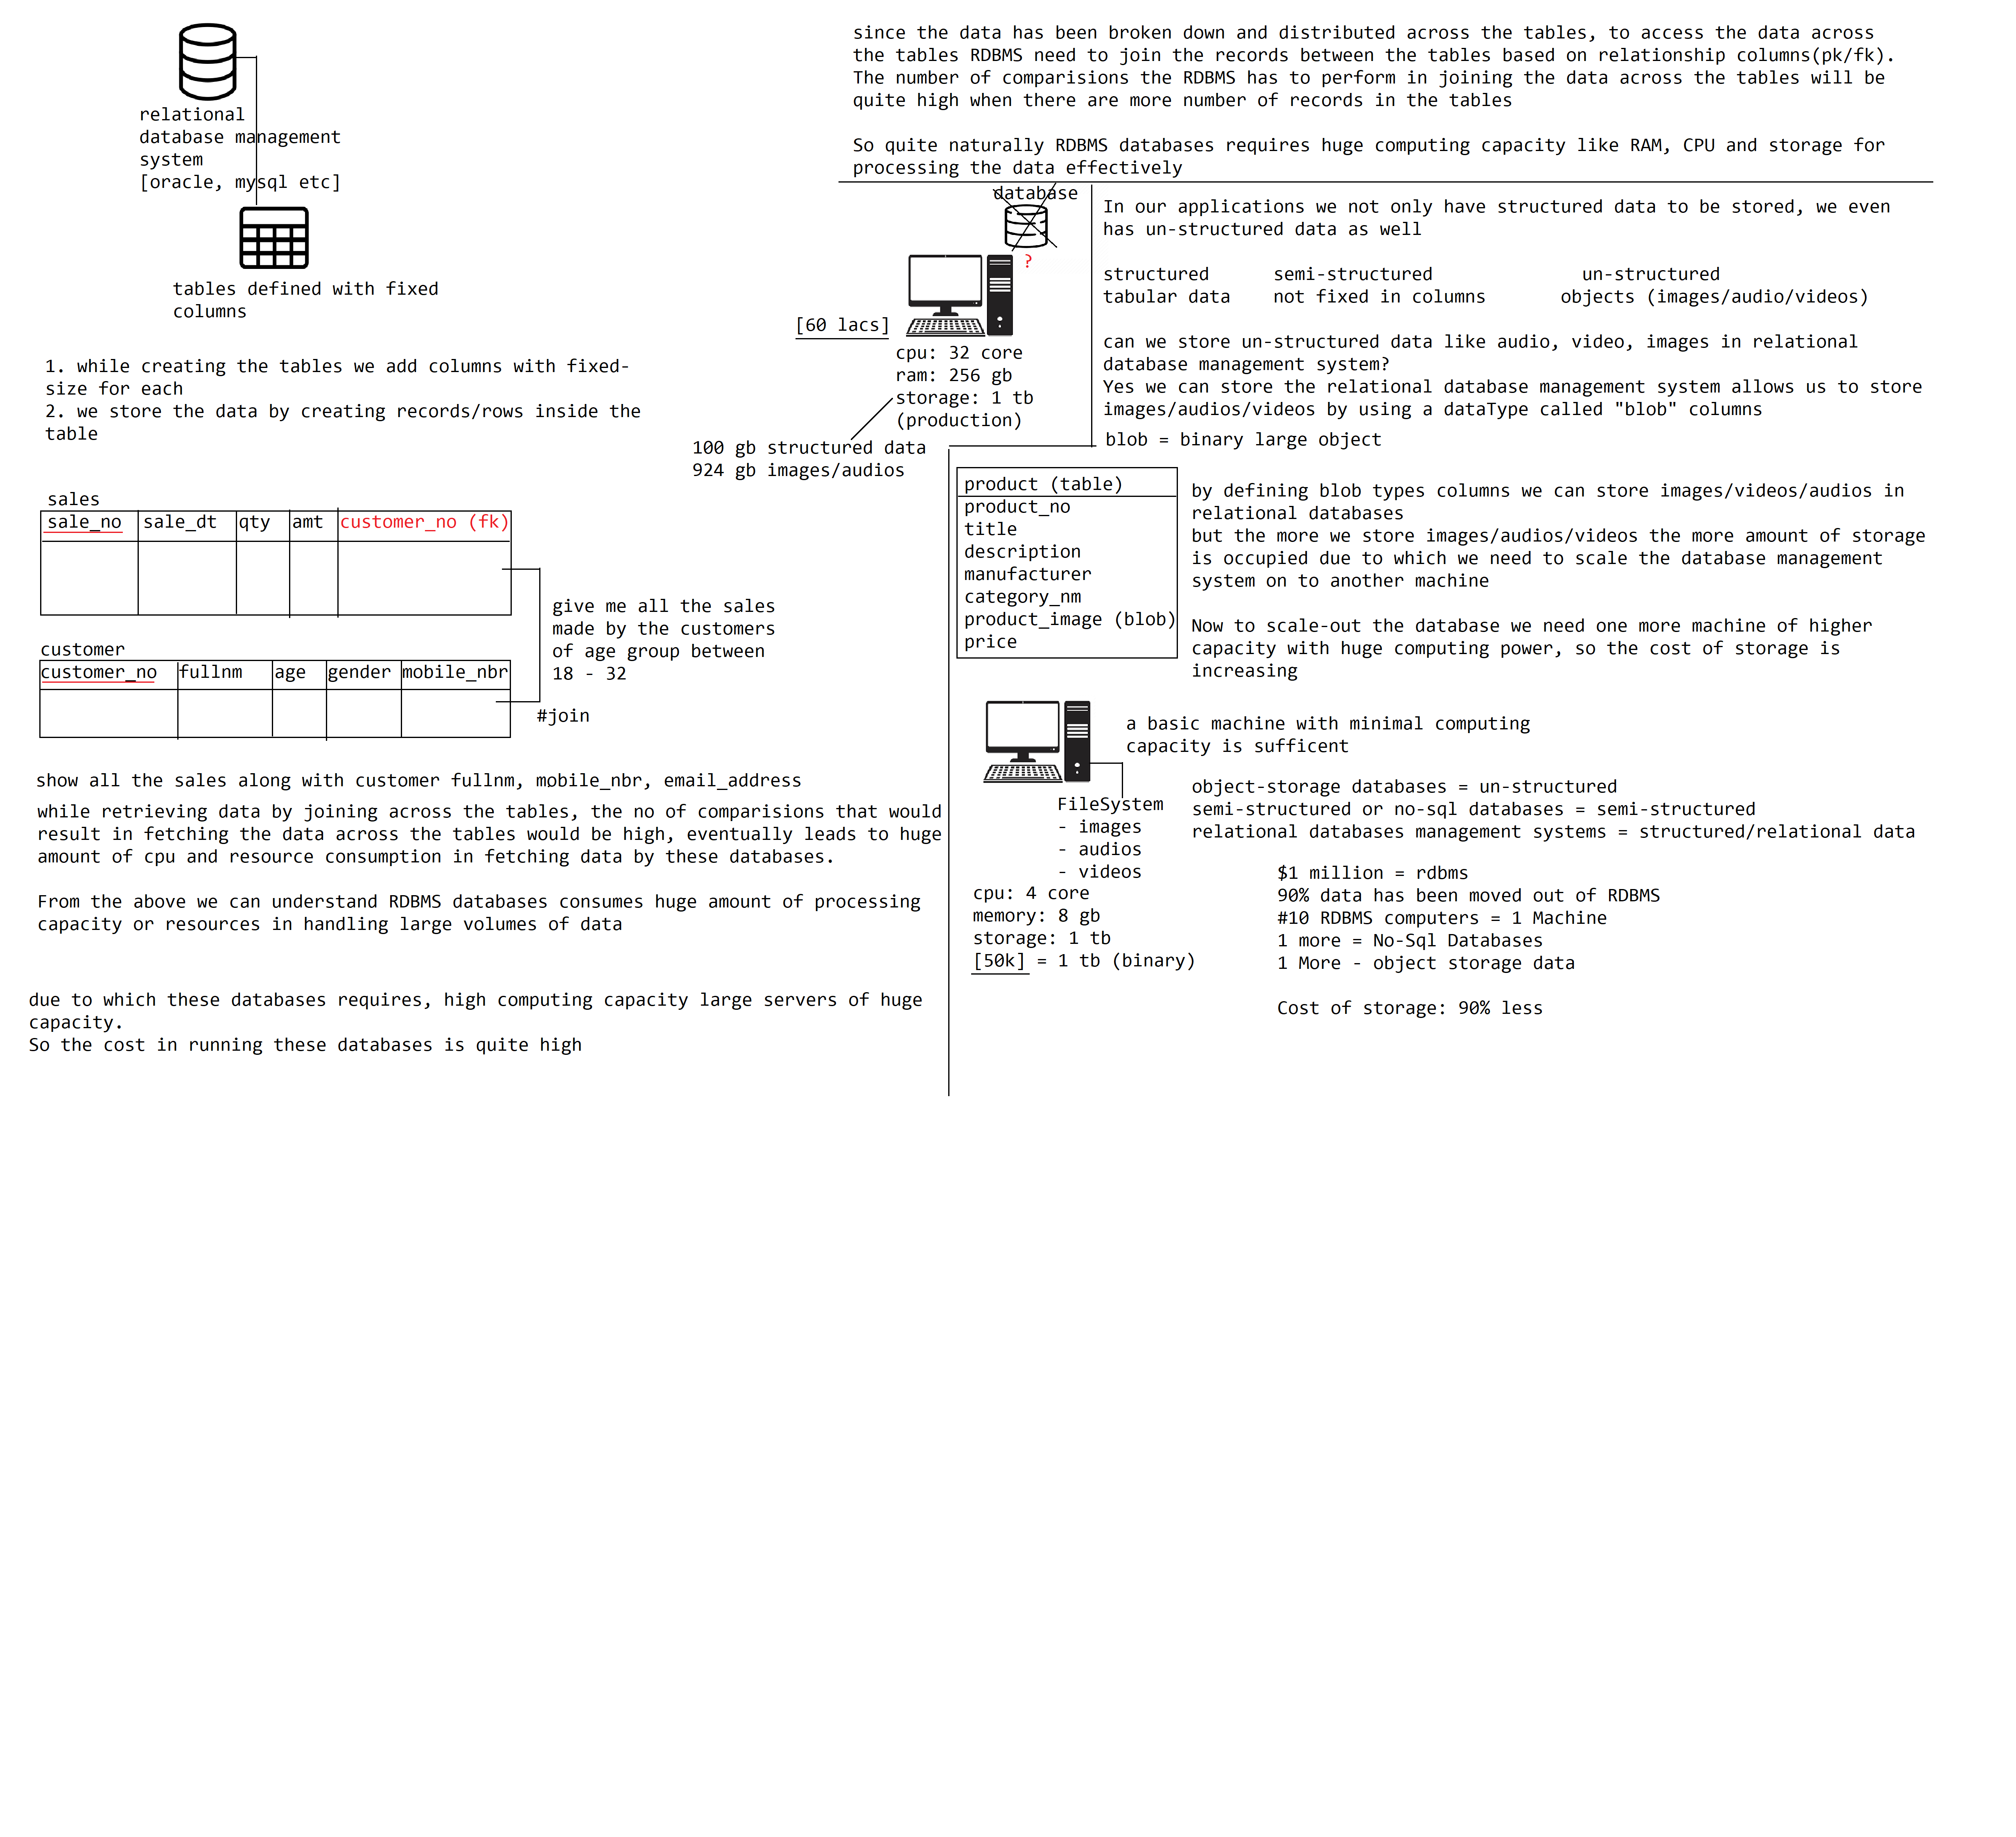 relational
database management
system
[oracle, mysql etc]
tables defined with fixed
columns
1. while creating the tables we add columns with fixed-
size for each
2. we store the data by creating records/rows inside the
table
sales
sale_no sale_dt qty amt customer_no (fk)
customer
customer_no fullnm age gender mobile_nbr
give me all the sales
made by the customers
of age group between
18 - 32
#join
show all the sales along with customer fullnm, mobile_nbr, email_address
while retrieving data by joining across the tables, the no of comparisions that would
result in fetching the data across the tables would be high, eventually leads to huge
amount of cpu and resource consumption in fetching data by these databases.
From the above we can understand RDBMS databases consumes huge amount of processing
capacity or resources in handling large volumes of data
due to which these databases requires, high computing capacity large servers of huge
capacity.
So the cost in running these databases is quite high
since the data has been broken down and distributed across the tables, to access the data across
the tables RDBMS need to join the records between the tables based on relationship columns(pk/fk).
The number of comparisions the RDBMS has to perform in joining the data across the tables will be
quite high when there are more number of records in the tables
So quite naturally RDBMS databases requires huge computing capacity like RAM, CPU and storage for
processing the data effectively
database
?
[60 lacs]
cpu: 32 core
ram: 256 gb
storage: 1 tb
(production)
100 gb structured data
924 gb images/audios
In our applications we not only have structured data to be stored, we even
has un-structured data as well
structured semi-structured un-structured
tabular data not fixed in columns objects (images/audio/videos)
can we store un-structured data like audio, video, images in relational
database management system?
Yes we can store the relational database management system allows us to store
images/audios/videos by using a dataType called "blob" columns
blob = binary large object
product (table)
product_no
title
description
manufacturer
category_nm
product_image (blob)
price
by defining blob types columns we can store images/videos/audios in
relational databases
but the more we store images/audios/videos the more amount of storage
is occupied due to which we need to scale the database management
system on to another machine
Now to scale-out the database we need one more machine of higher
capacity with huge computing power, so the cost of storage is
increasing
a basic machine with minimal computing
capacity is sufficent
FileSystem
- images
- audios
- videos
cpu: 4 core
memory: 8 gb
storage: 1 tb
[50k] = 1 tb (binary)
object-storage databases = un-structured
semi-structured or no-sql databases = semi-structured
relational databases management systems = structured/relational data
$1 million = rdbms
90% data has been moved out of RDBMS
#10 RDBMS computers = 1 Machine
1 more = No-Sql Databases
1 More - object storage data
Cost of storage: 90% less